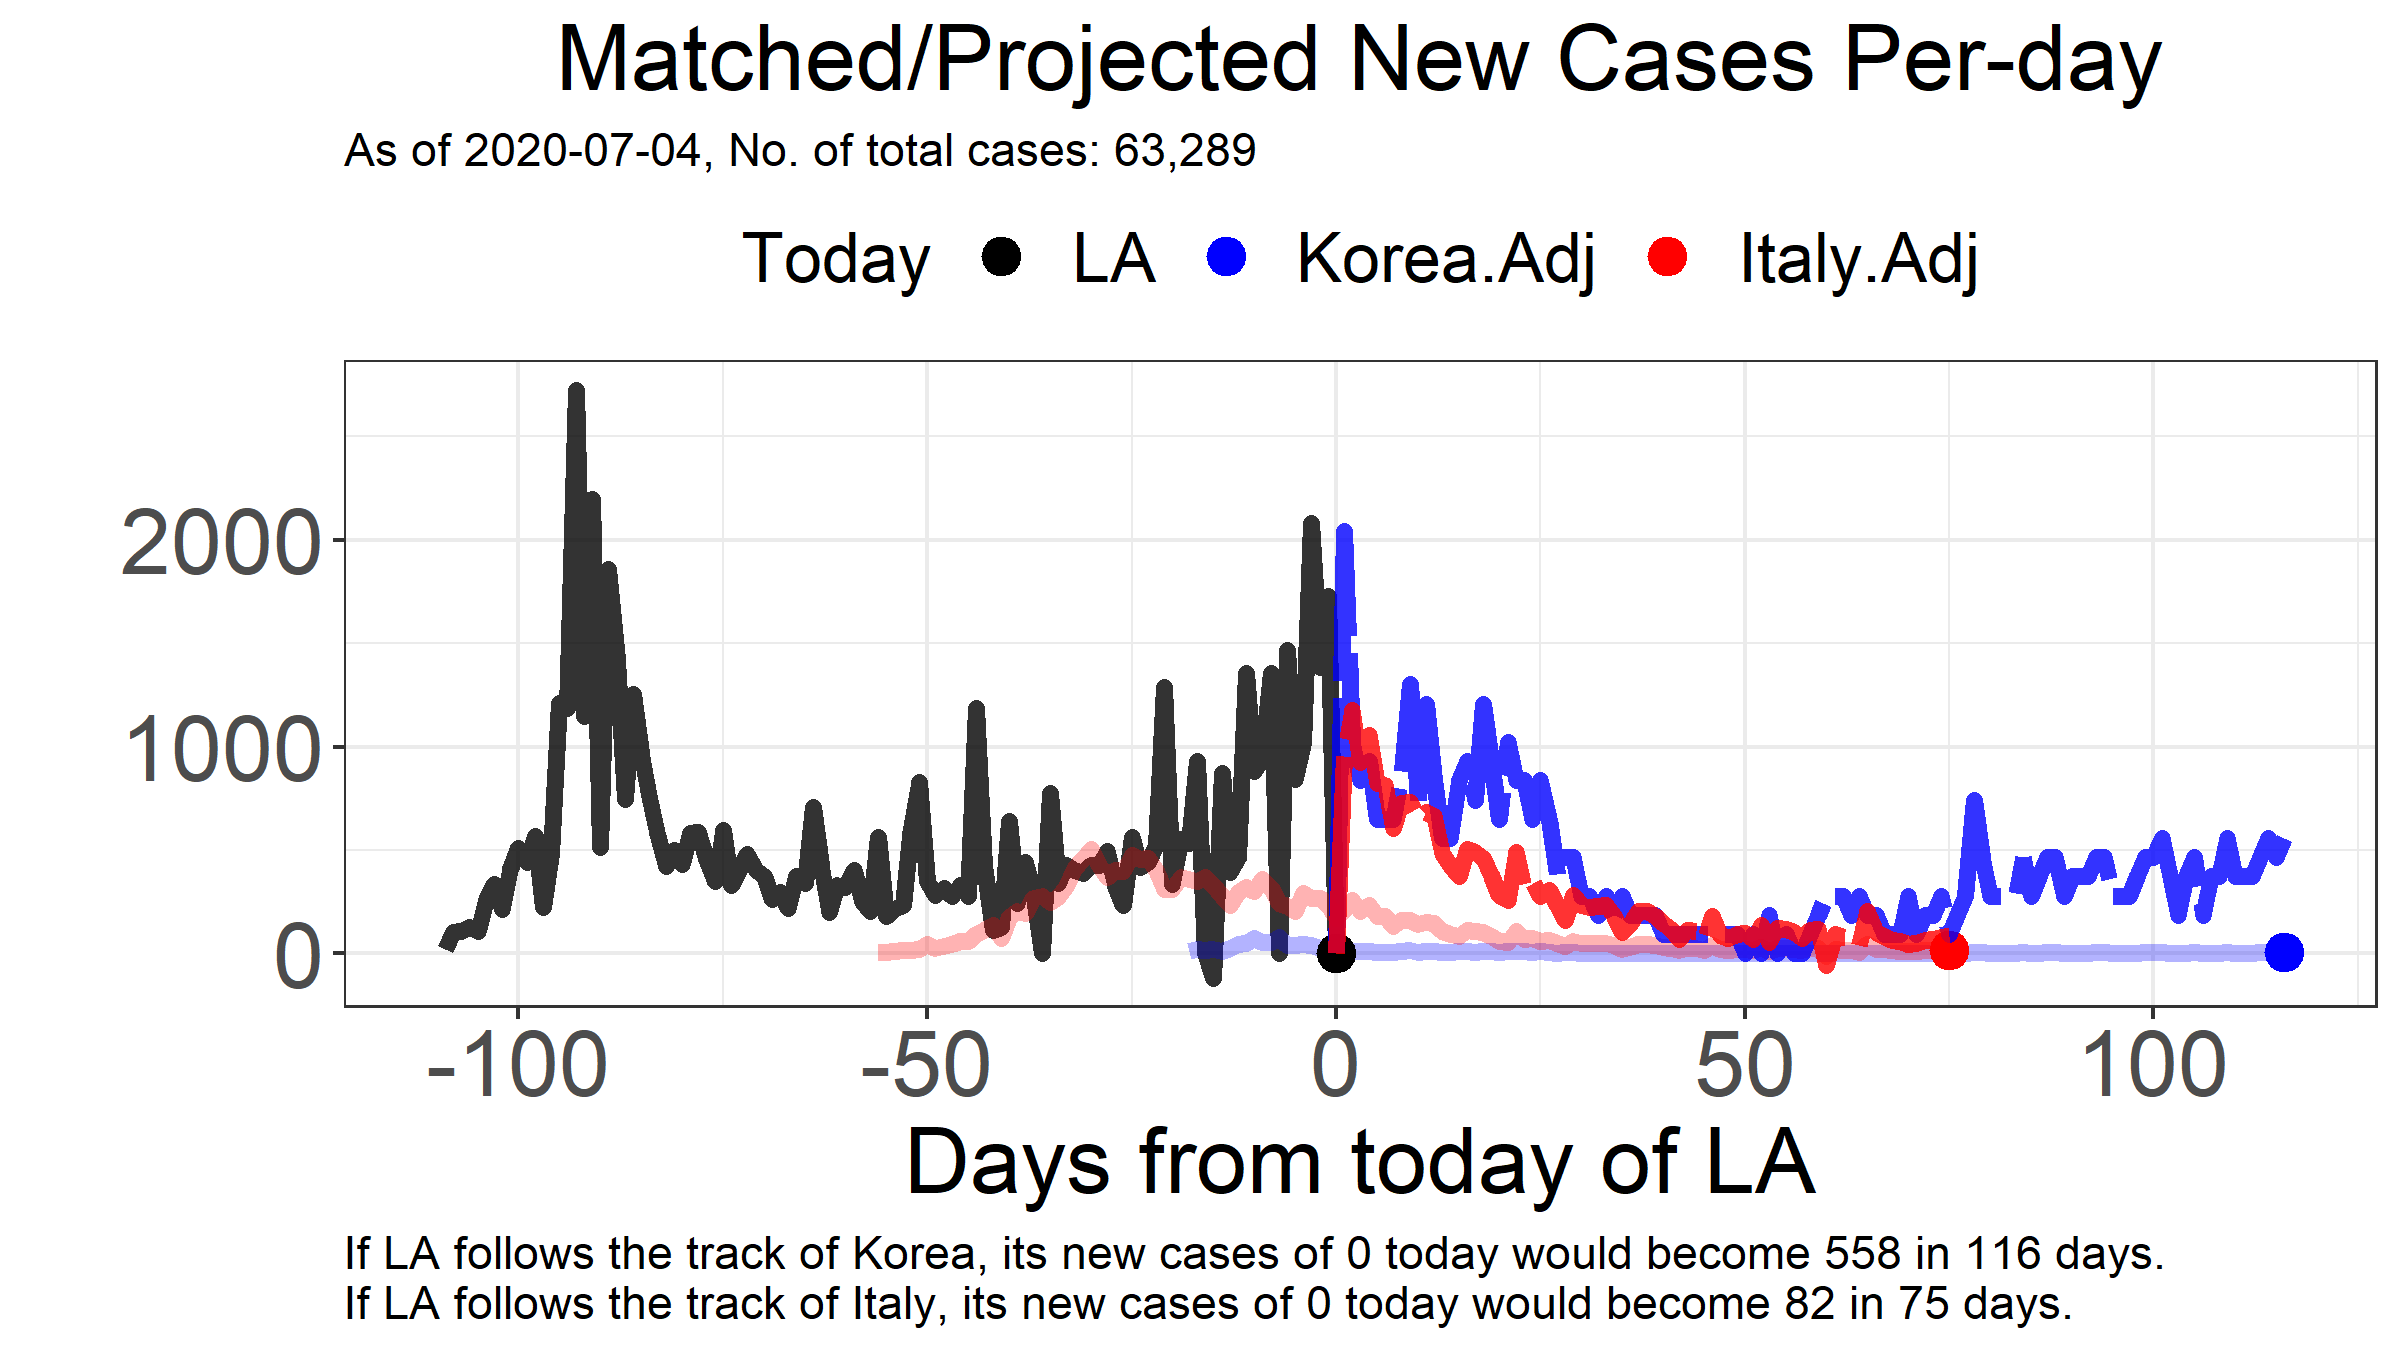 Matched/Projected New Cases Per-day
As of 2020-07-04, No. of total cases: 63,289
Today LA Korea.Adj Italy.Adj
2000
1000
0
-100 -50 0 50 100
Days from today of LA
If LA follows the track of Korea, its new cases of 0 today would become 558 in 116 days.
If LA follows the track of Italy, its new cases of 0 today would become 82 in 75 days.